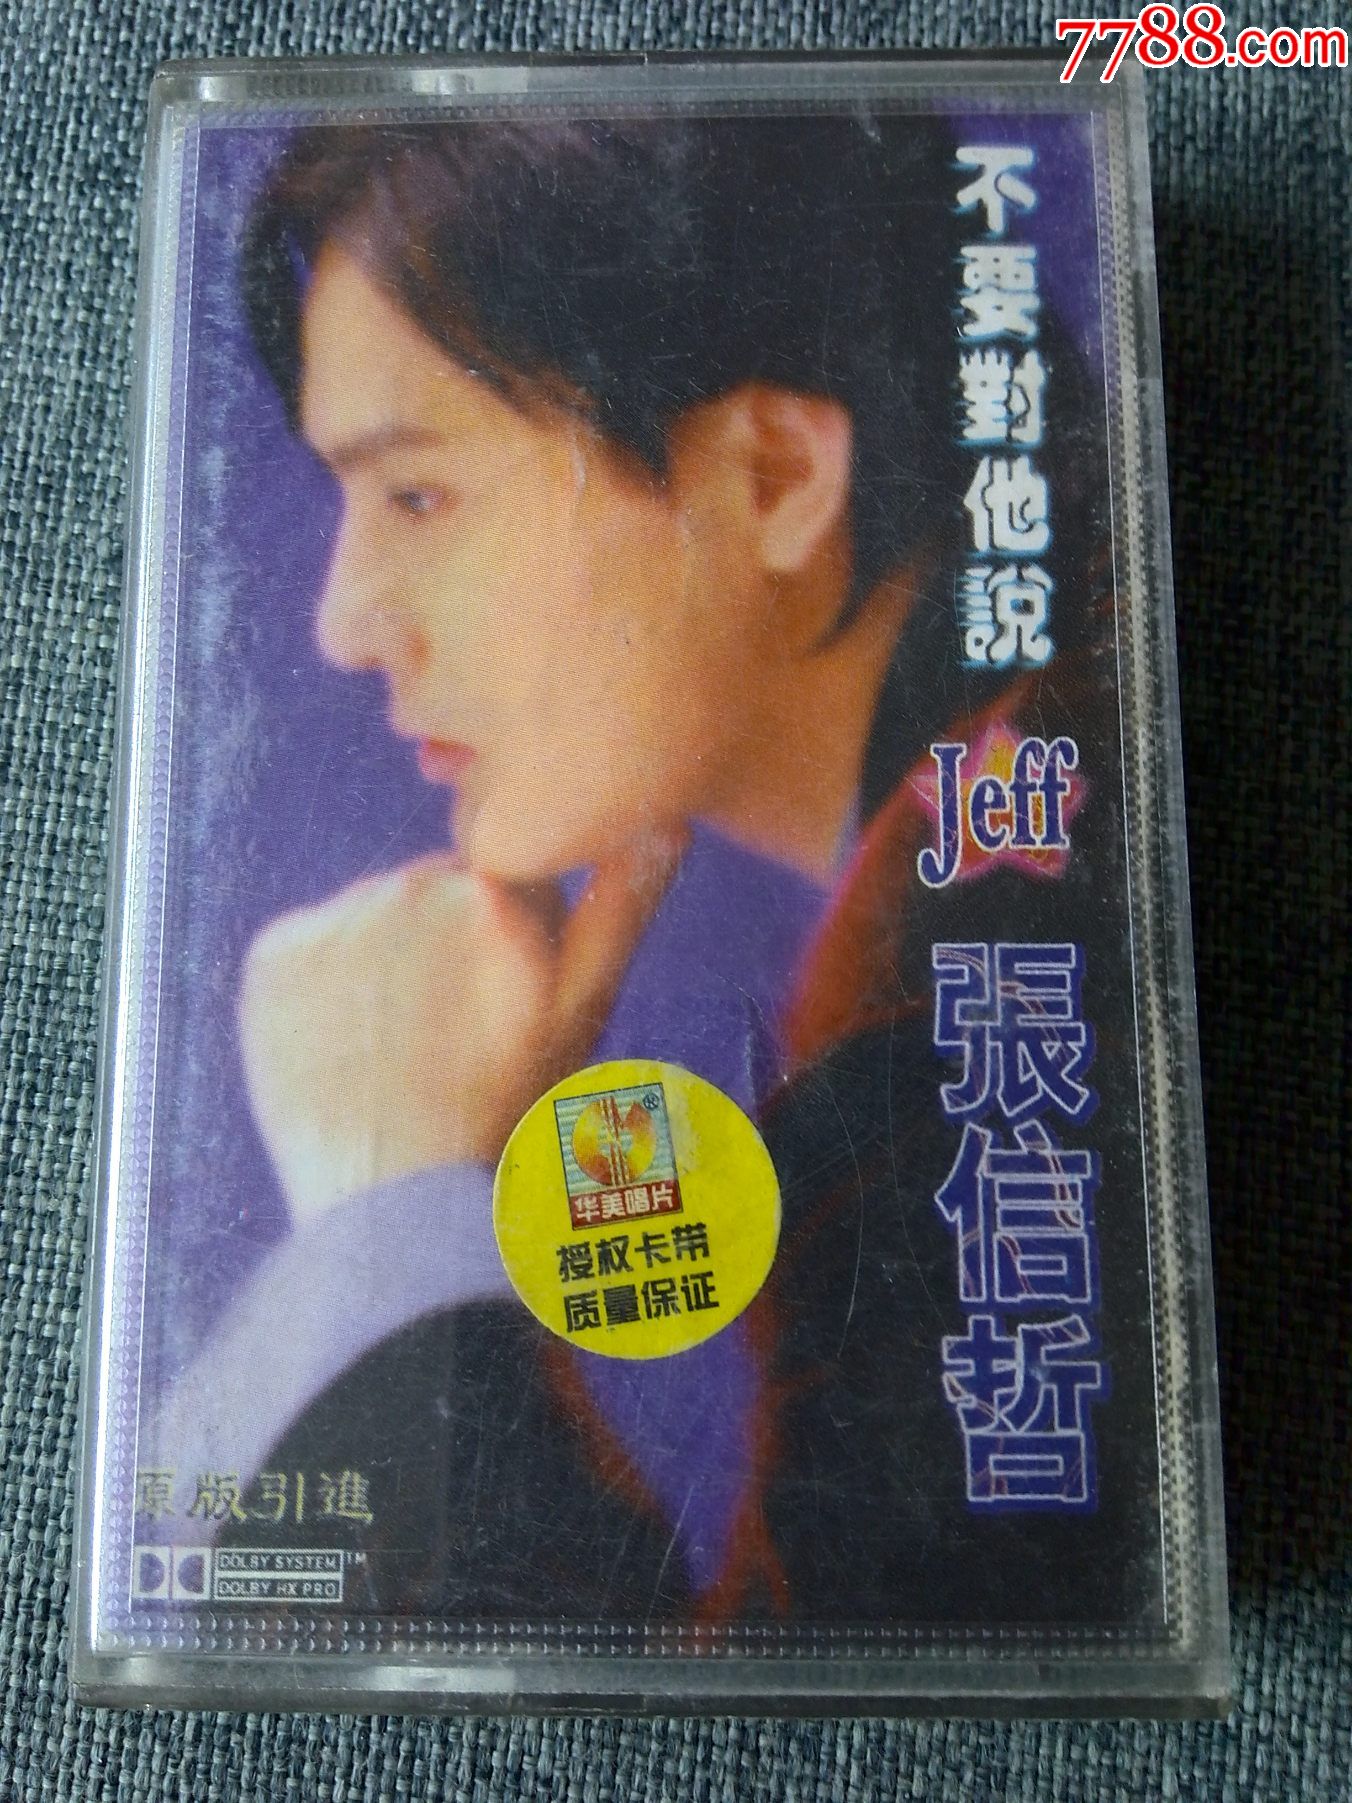 7788.com
不要對他說
Jeff
張信哲
®
华美唱片
授权卡带
质量保证
原版引進
DOLBY SYSTEM™
DOLBY HX PRO